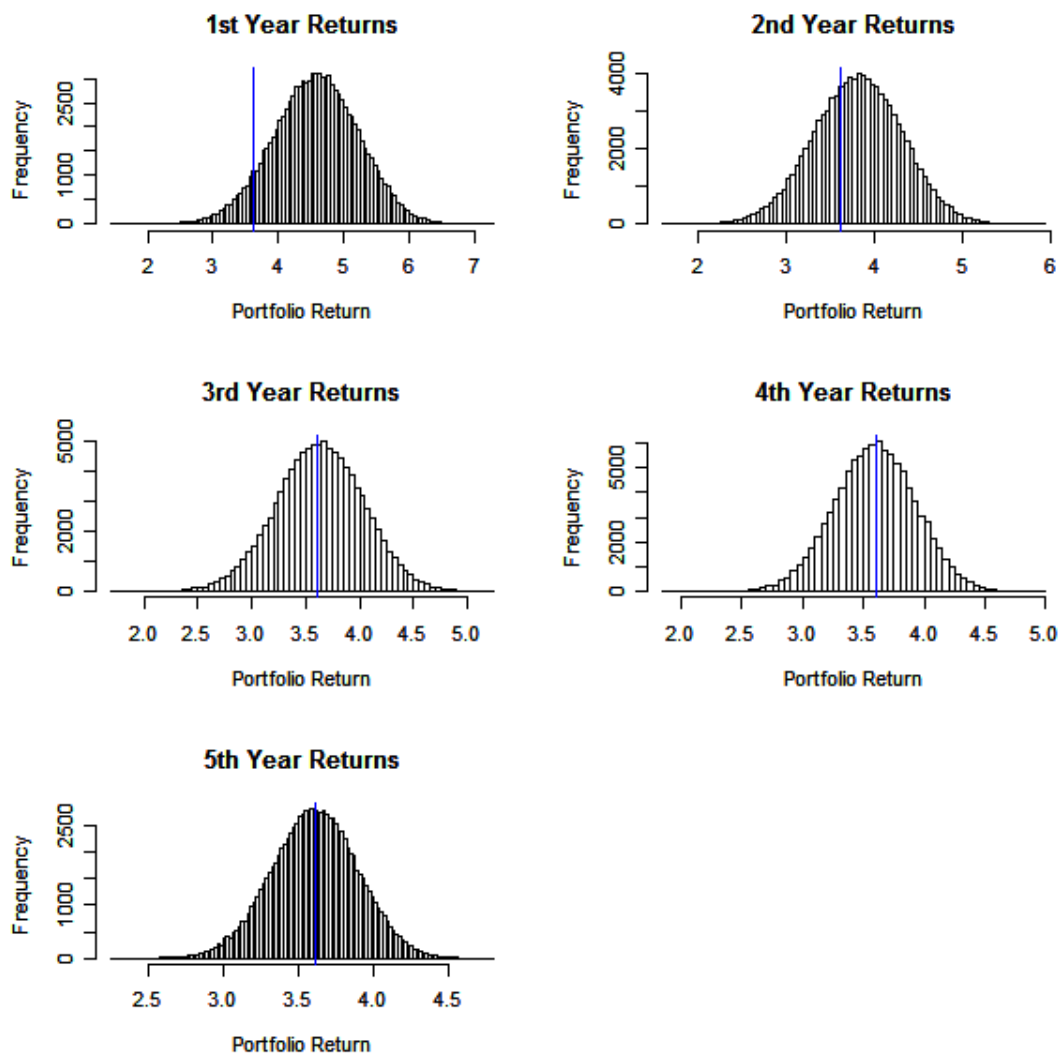 1st Year Returns
Frequency
0 1000 2500
2 3 4 5 6 7
Portfolio Return
2nd Year Returns
Frequency
0 2000 4000
2 3 4 5 6
Portfolio Return
3rd Year Returns
Frequency
0 2000 5000
2.0 2.5 3.0 3.5 4.0 4.5 5.0
Portfolio Return
4th Year Returns
Frequency
0 2000 5000
2.0 2.5 3.0 3.5 4.0 4.5 5.0
Portfolio Return
5th Year Returns
Frequency
0 1000 2500
2.5 3.0 3.5 4.0 4.5
Portfolio Return